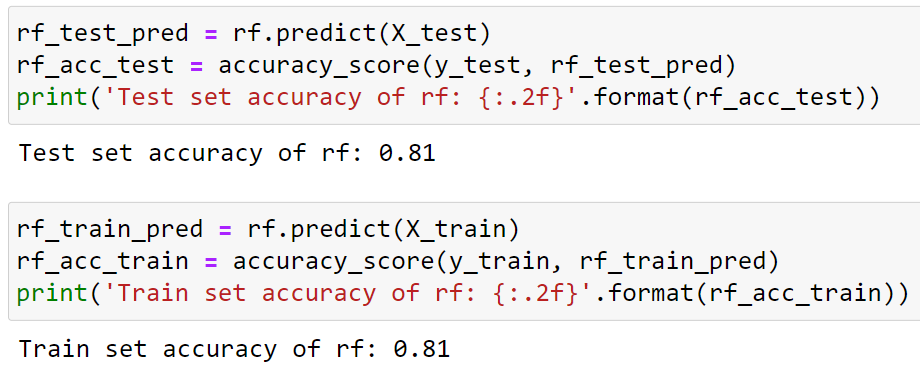 rf_test_pred = rf.predict(X_test)
rf_acc_test = accuracy_score(y_test, rf_test_pred)
print('Test set accuracy of rf: {:.2f}'.format(rf_acc_test))
Test set accuracy of rf: 0.81
rf_train_pred = rf.predict(X_train)
rf_acc_train = accuracy_score(y_train, rf_train_pred)
print('Train set accuracy of rf: {:.2f}'.format(rf_acc_train))
Train set accuracy of rf: 0.81